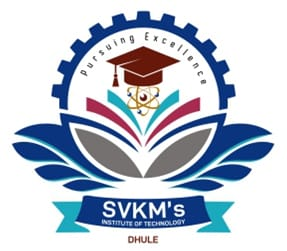 pursuing Excellence
SVKM's
INSTITUTE OF TECHNOLOGY
DHULE